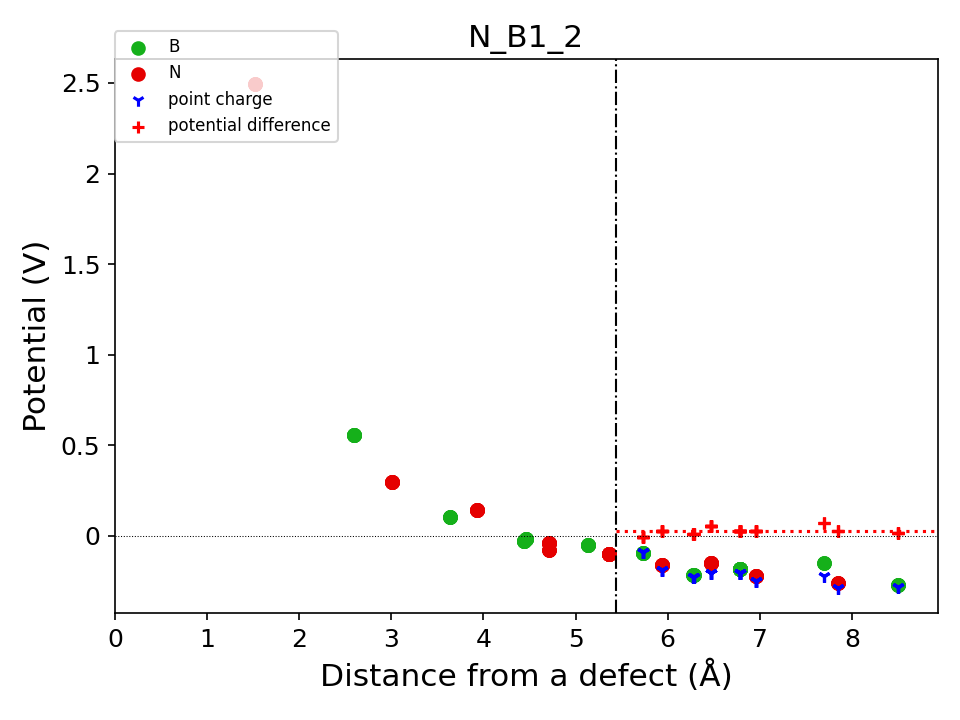 N_B1_2
B
N
point charge
potential difference
2.5
2
1.5
1
0.5
0
Potential (V)
0 1 2 3 4 5 6 7 8
Distance from a defect (Å)